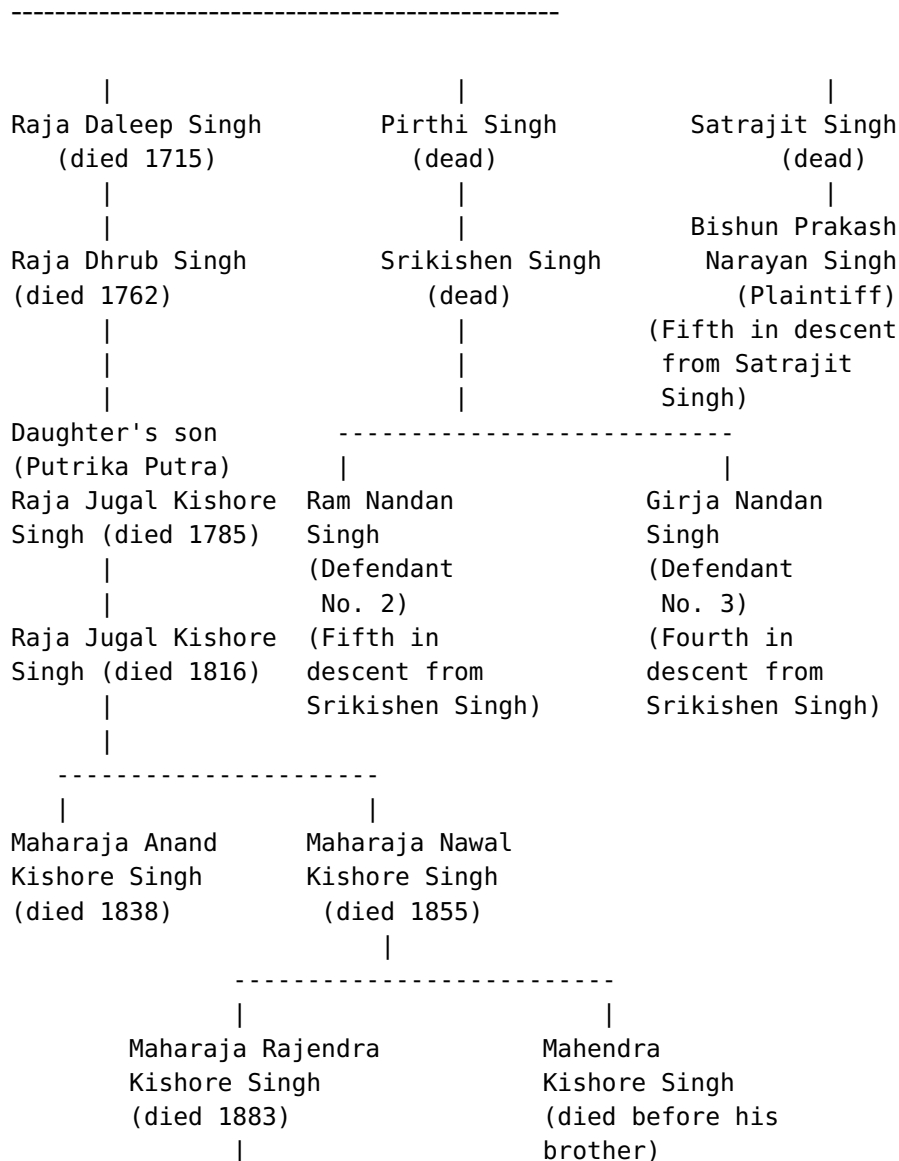 --------------------------------------------------
|                    |                    |
Raja Daleep Singh        Pirthi Singh        Satrajit Singh
(died 1715)        (dead)        (dead)
|                    |                    |
|                    |        Bishun Prakash
Raja Dhrub Singh        Srikishen Singh        Narayan Singh
(died 1762)        (dead)        (Plaintiff)
|                    |        (Fifth in descent
|                    |        from Satrajit
|                    |        Singh)
Daughter's son        ---------------------------
(Putrika Putra)        |                    |
Raja Jugal Kishore  Ram Nandan        Girja Nandan
Singh (died 1785)   Singh        Singh
|        (Defendant        (Defendant
|        No. 2)        No. 3)
Raja Jugal Kishore  (Fifth in        (Fourth in
Singh (died 1816)   descent from        descent from
|        Srikishen Singh)        Srikishen Singh)
|
----------------------
|                    |
Maharaja Anand        Maharaja Nawal
Kishore Singh        Kishore Singh
(died 1838)        (died 1855)
|
--------------------------
|                    |
Maharaja Rajendra        Mahendra
Kishore Singh        Kishore Singh
(died 1883)        (died before his
|        brother)